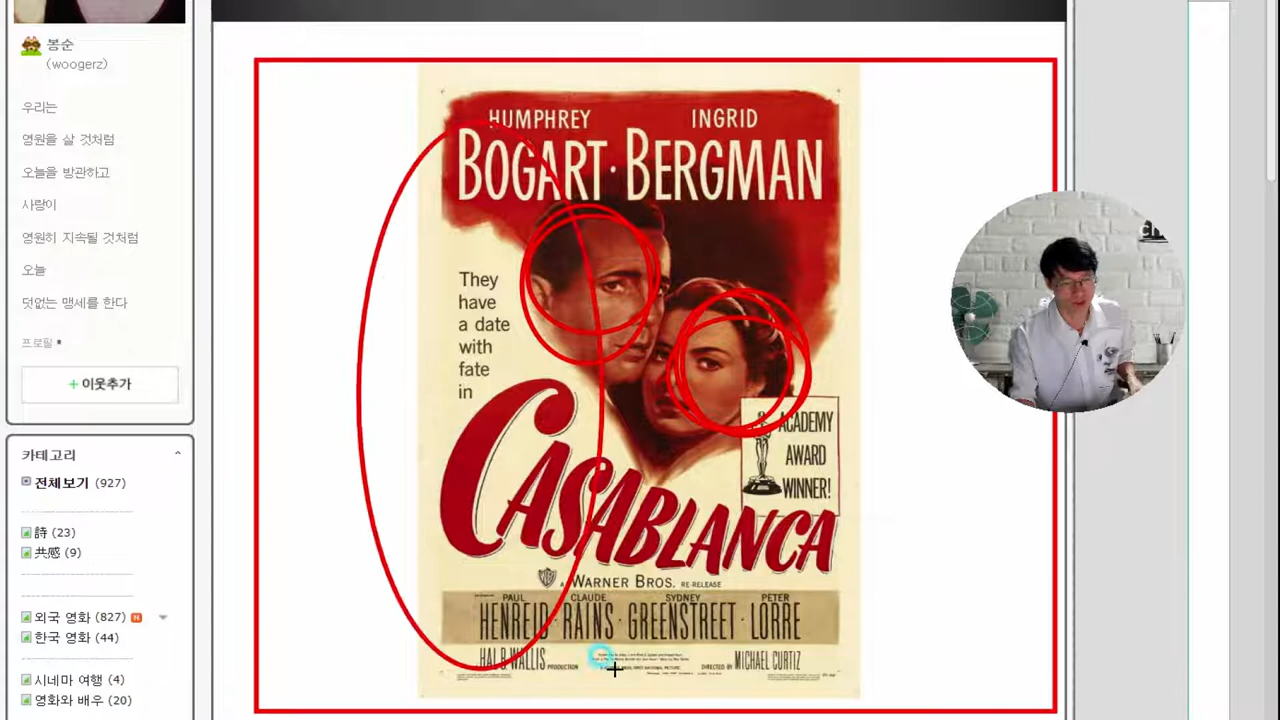 봉순
(woogerz)
우리는
영원을 살 것처럼
오늘을 방관하고
사랑이
영원히 지속될 것처럼
오늘
덧없는 맹세를 한다
프로필
+ 이웃추가
카테고리
전체보기 (927)
詩 (23)
共感 (9)
외국 영화 (827) N
한국 영화 (44)
시네마 여행 (4)
영화와 배우 (20)
HUMPHREY INGRID
BOGART · BERGMAN
They
have
a date
with
fate
in
CASABLANCA
ACADEMY
AWARD
WINNER!
A WARNER BROS. RE-RELEASE
PAUL CLAUDE SYDNEY PETER
HENREID · RAINS · GREENSTREET · LORRE
HAL B. WALLIS PRODUCTION
DIRECTED BY MICHAEL CURTIZ